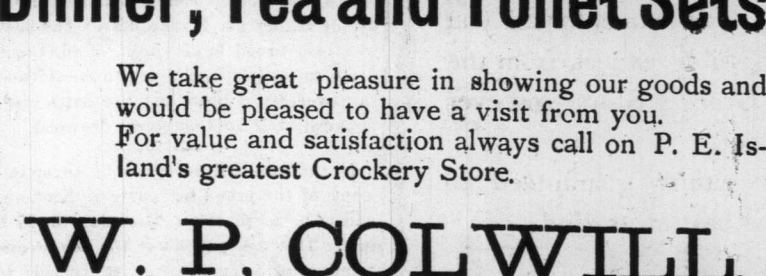 Dinner, Tea and Toilet Sets
We take great pleasure in showing our goods and
would be pleased to have a visit from you.
For value and satisfaction always call on P. E. Is-
land's greatest Crockery Store.
W. P. COLWILL.